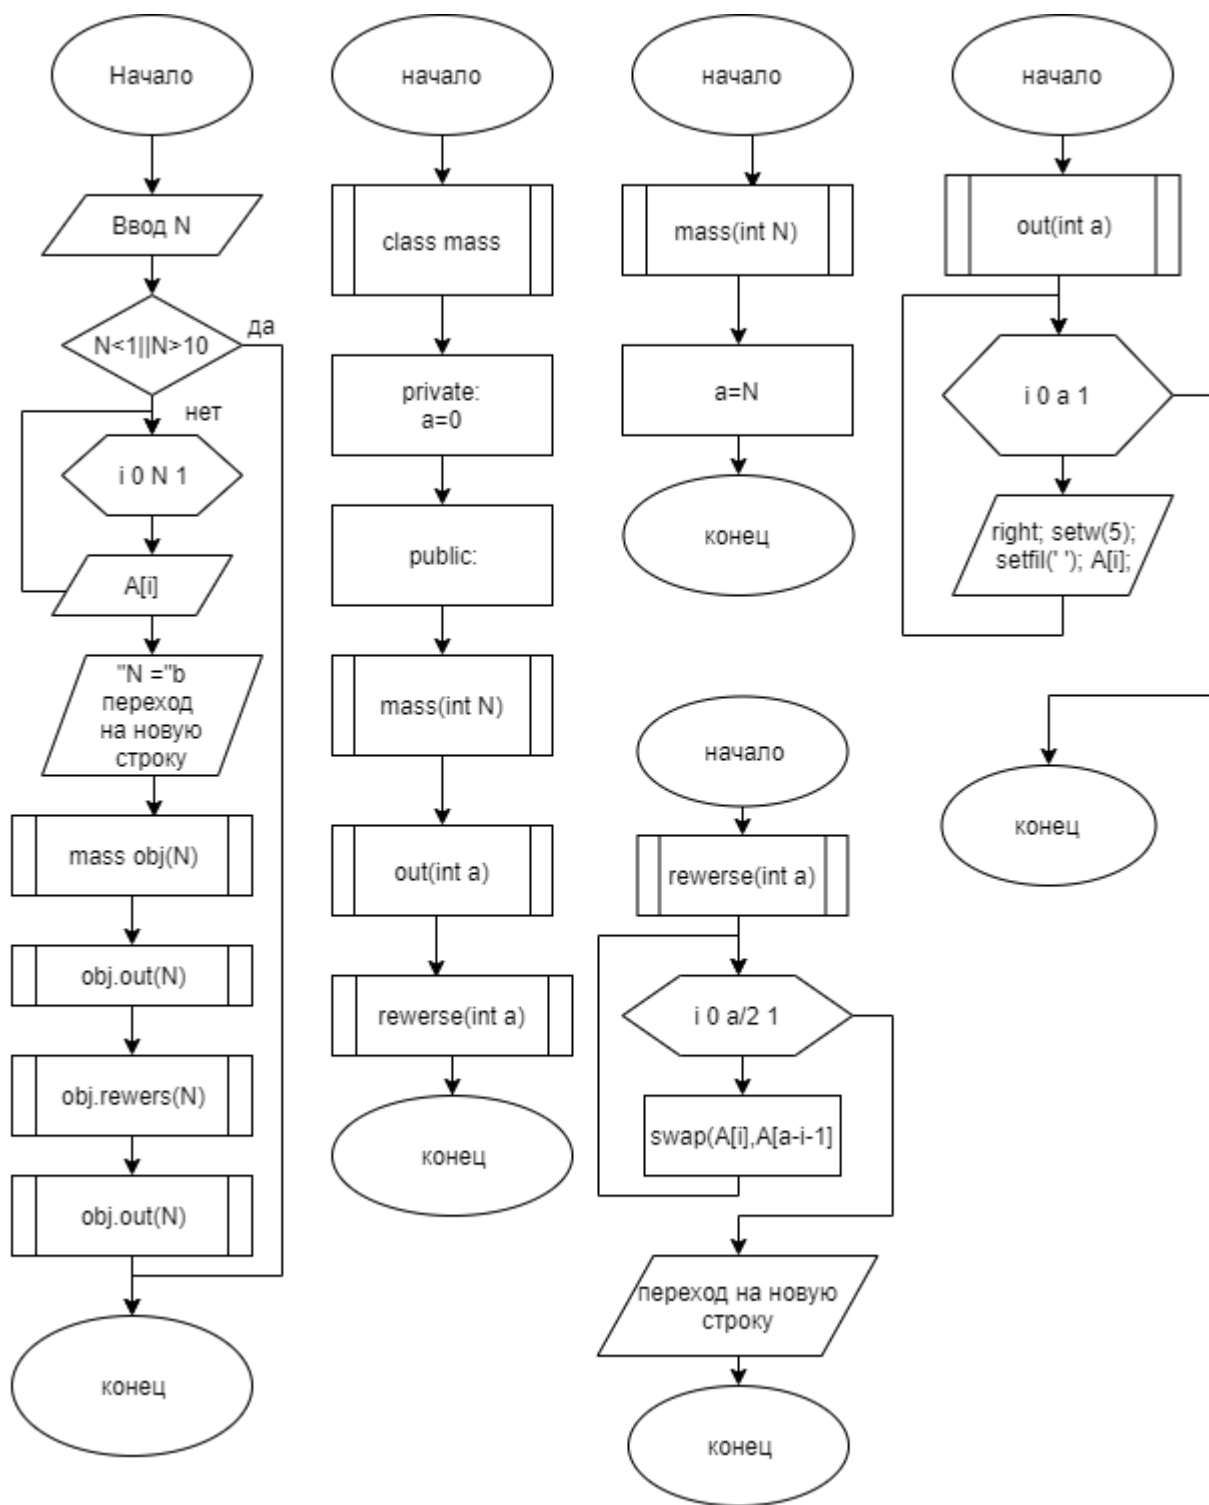 Начало
Ввод N
N<1||N>10
да
нет
i 0 N 1
A[i]
"N ="b
переход
на новую
строку
mass obj(N)
obj.out(N)
obj.rewers(N)
obj.out(N)
конец
начало
class mass
private:
a=0
public:
mass(int N)
out(int a)
rewerse(int a)
конец
начало
mass(int N)
a=N
конец
начало
rewerse(int a)
i 0 a/2 1
swap(A[i],A[a-i-1]
переход на новую
строку
конец
начало
out(int a)
i 0 a 1
right; setw(5);
setfil(' '); A[i];
конец